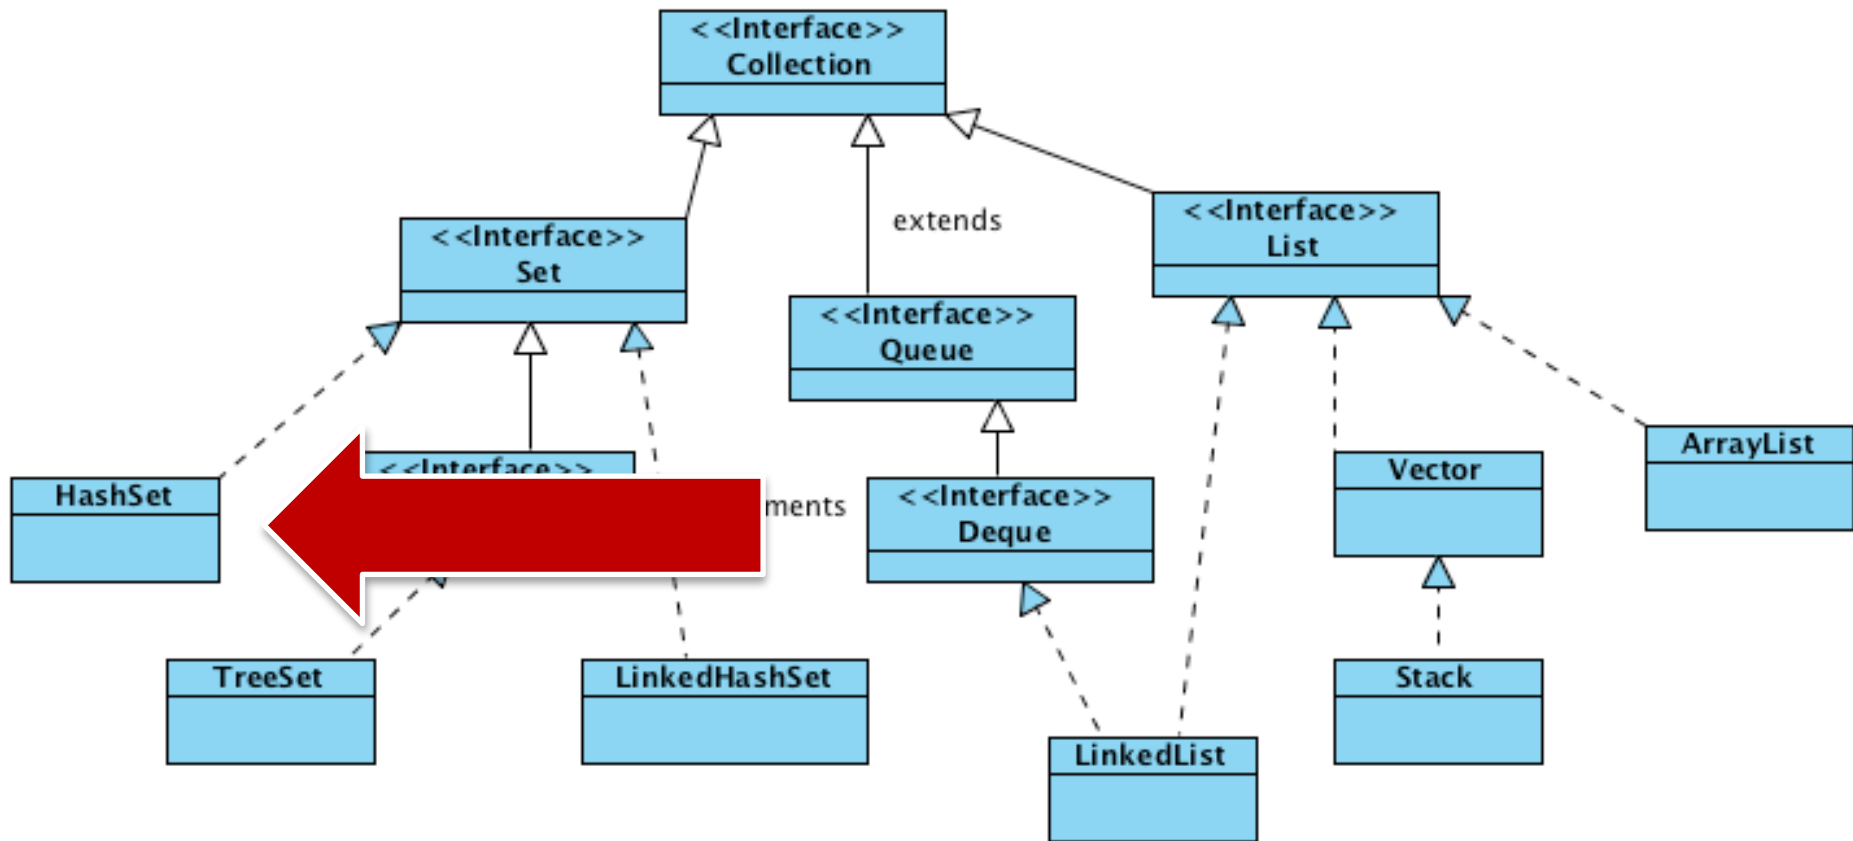 <<Interface>>
Collection
<<Interface>>
Set
extends
<<Interface>>
List
<<Interface>>
Queue
HashSet
<<Interface>>
ments
<<Interface>>
Deque
Vector
ArrayList
TreeSet
LinkedHashSet
LinkedList
Stack